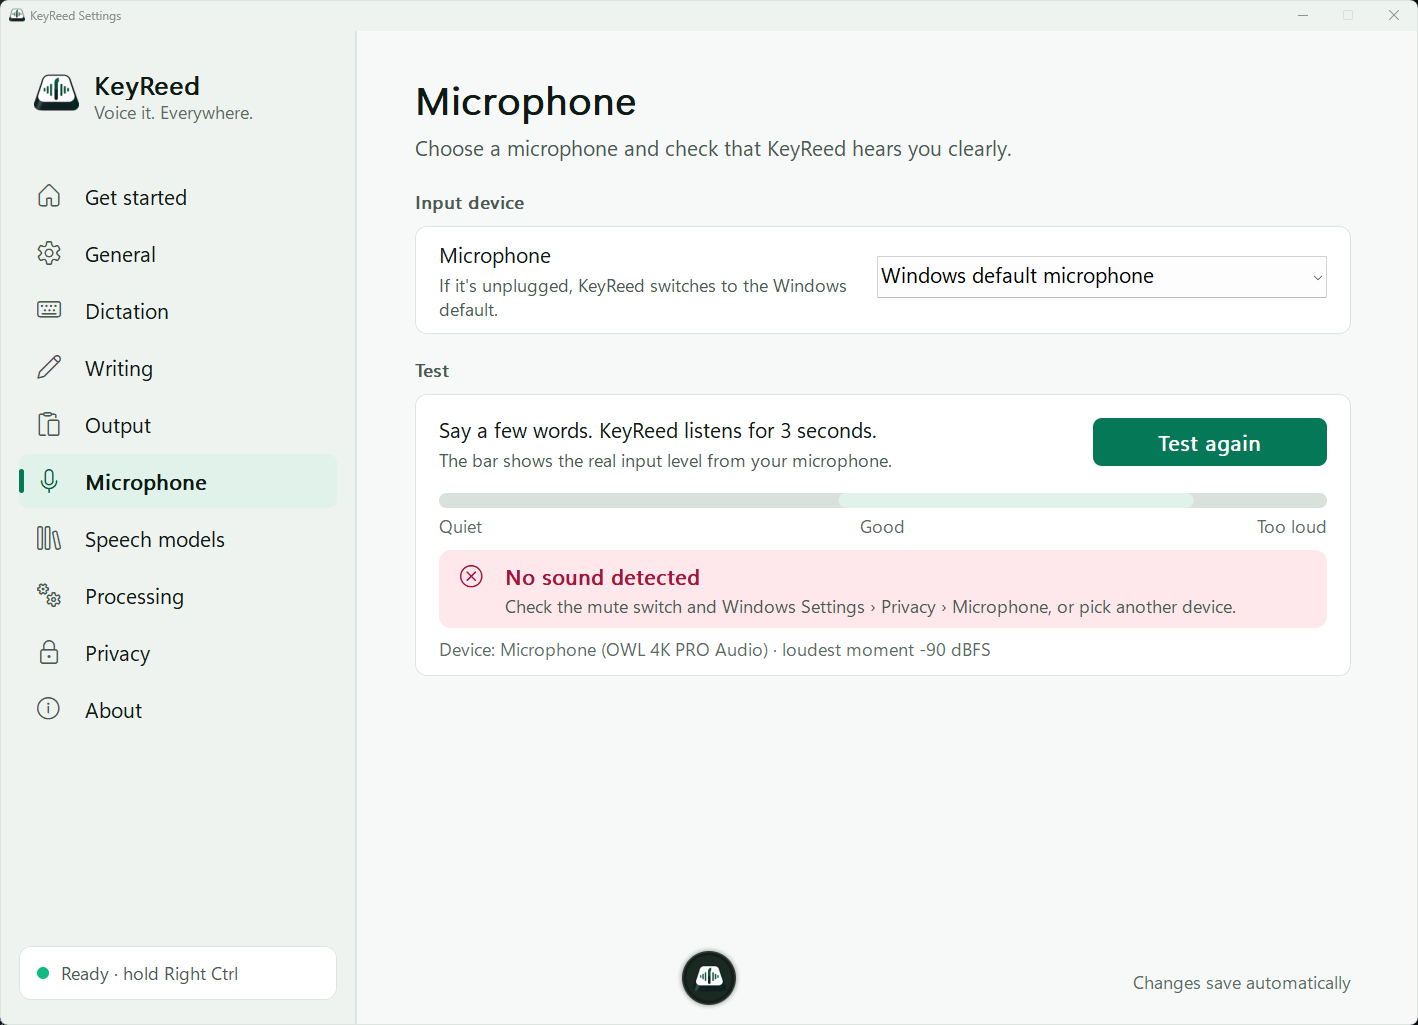 KeyReed Settings
KeyReed
Voice it. Everywhere.
Get started
General
Dictation
Writing
Output
Microphone
Speech models
Processing
Privacy
About
Ready · hold Right Ctrl
Microphone
Choose a microphone and check that KeyReed hears you clearly.
Input device
Microphone
If it's unplugged, KeyReed switches to the Windows
default.
Windows default microphone
Test
Say a few words. KeyReed listens for 3 seconds.
The bar shows the real input level from your microphone.
Test again
Quiet
Good
Too loud
No sound detected
Check the mute switch and Windows Settings › Privacy › Microphone, or pick another device.
Device: Microphone (OWL 4K PRO Audio) · loudest moment -90 dBFS
Changes save automatically